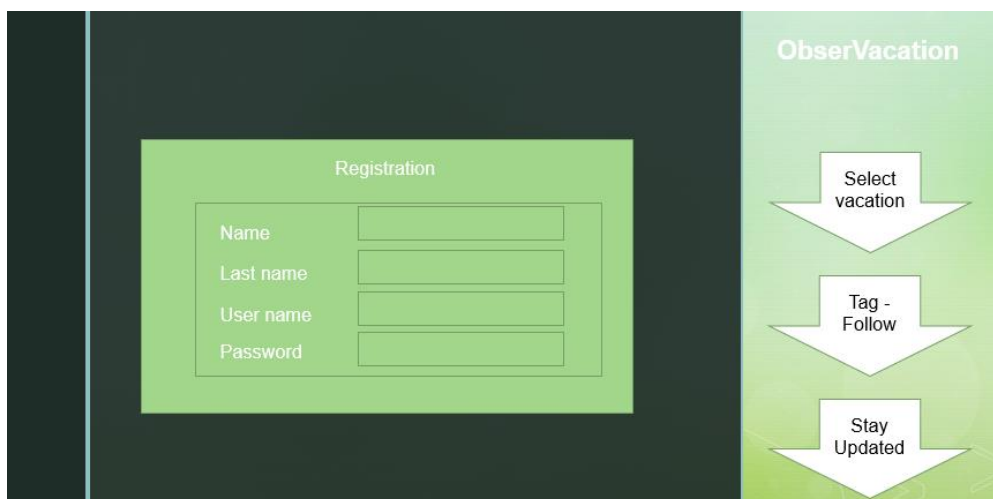 ObserVacation
Registration
Name
Last name
User name
Password
Select
vacation
Tag -
Follow
Stay
Updated